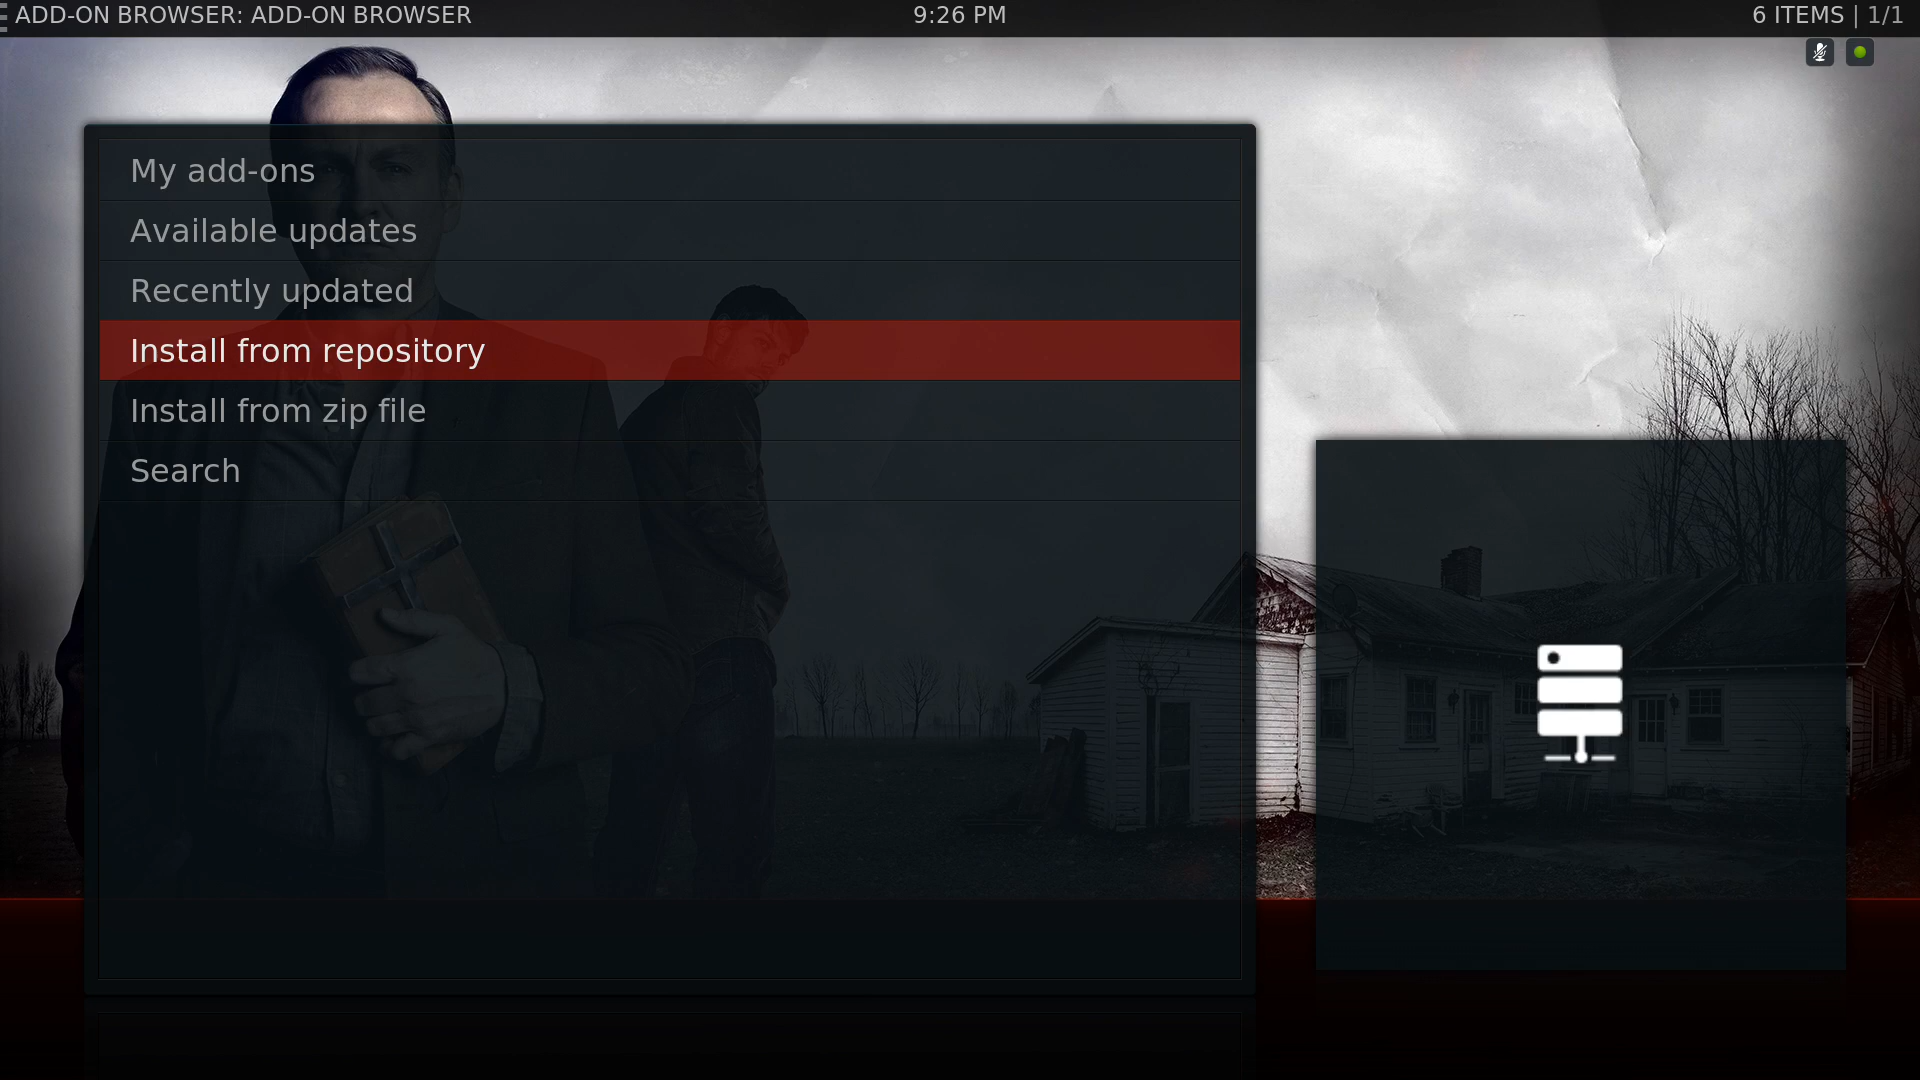 ADD-ON BROWSER: ADD-ON BROWSER
9:26 PM
6 ITEMS | 1/1
My add-ons
Available updates
Recently updated
Install from repository
Install from zip file
Search